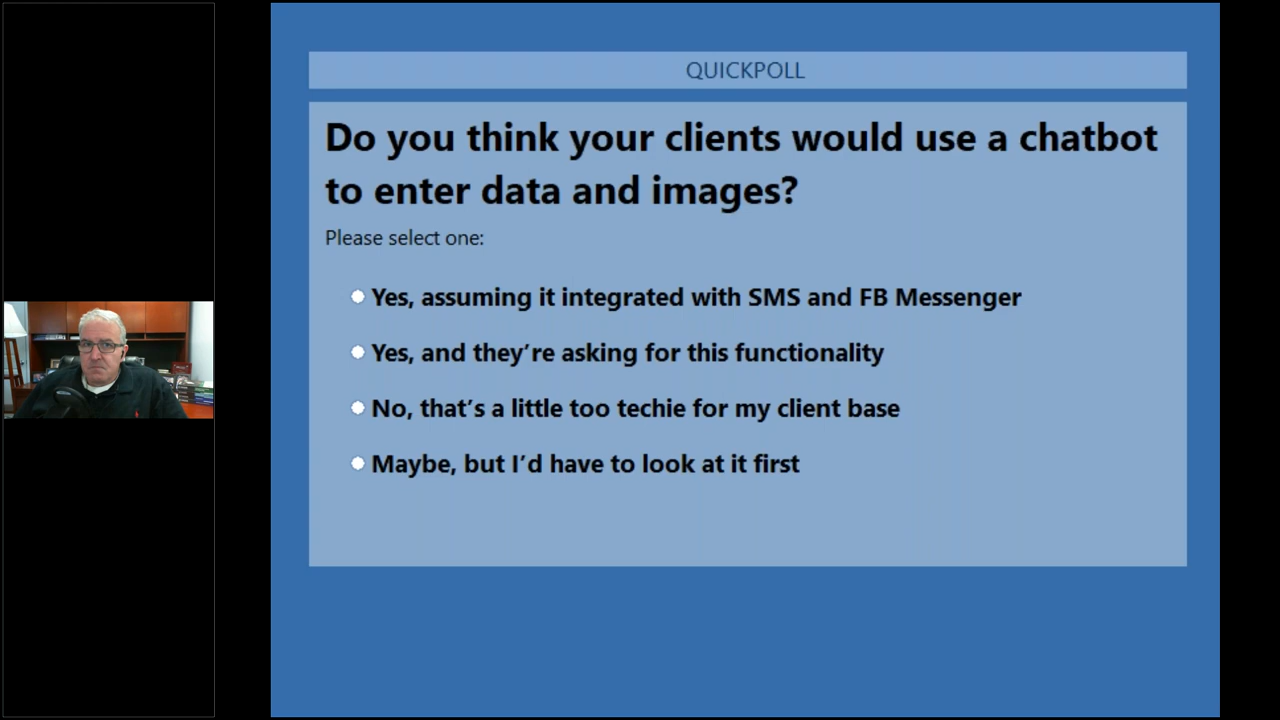 QUICKPOLL
Do you think your clients would use a chatbot
to enter data and images?
Please select one:
Yes, assuming it integrated with SMS and FB Messenger
Yes, and they’re asking for this functionality
No, that’s a little too techie for my client base
Maybe, but I’d have to look at it first